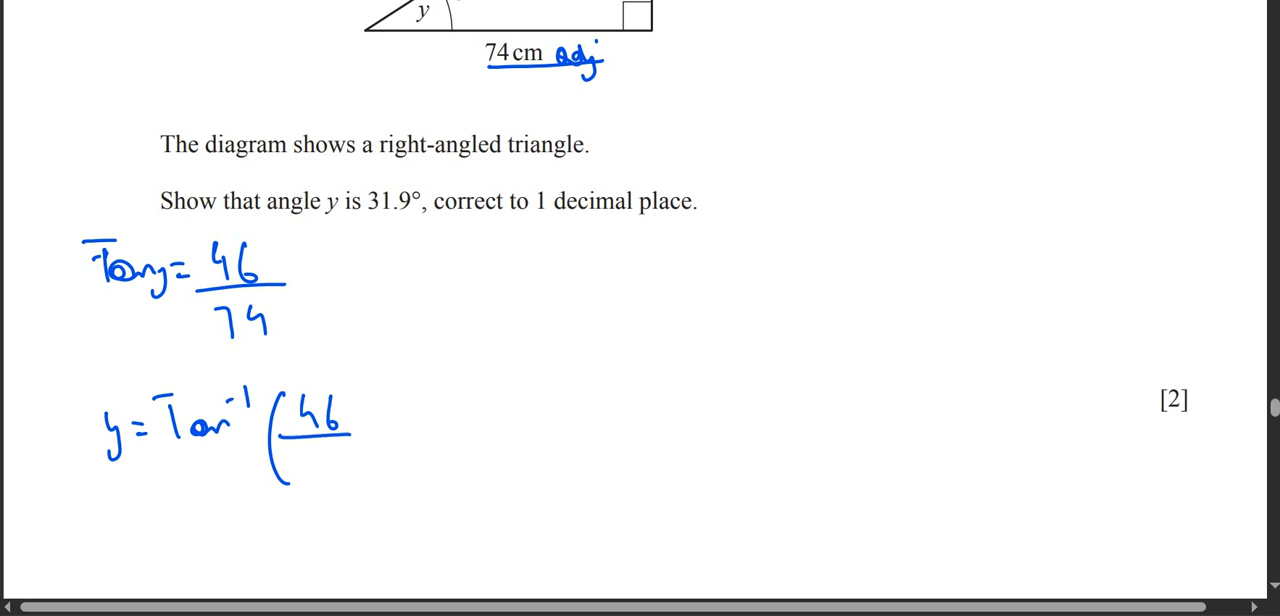 y
74 cm Adj
The diagram shows a right-angled triangle.
Show that angle y is 31.9°, correct to 1 decimal place.
Tan y = 46
74
[2]
y = Tan⁻¹ ( 46